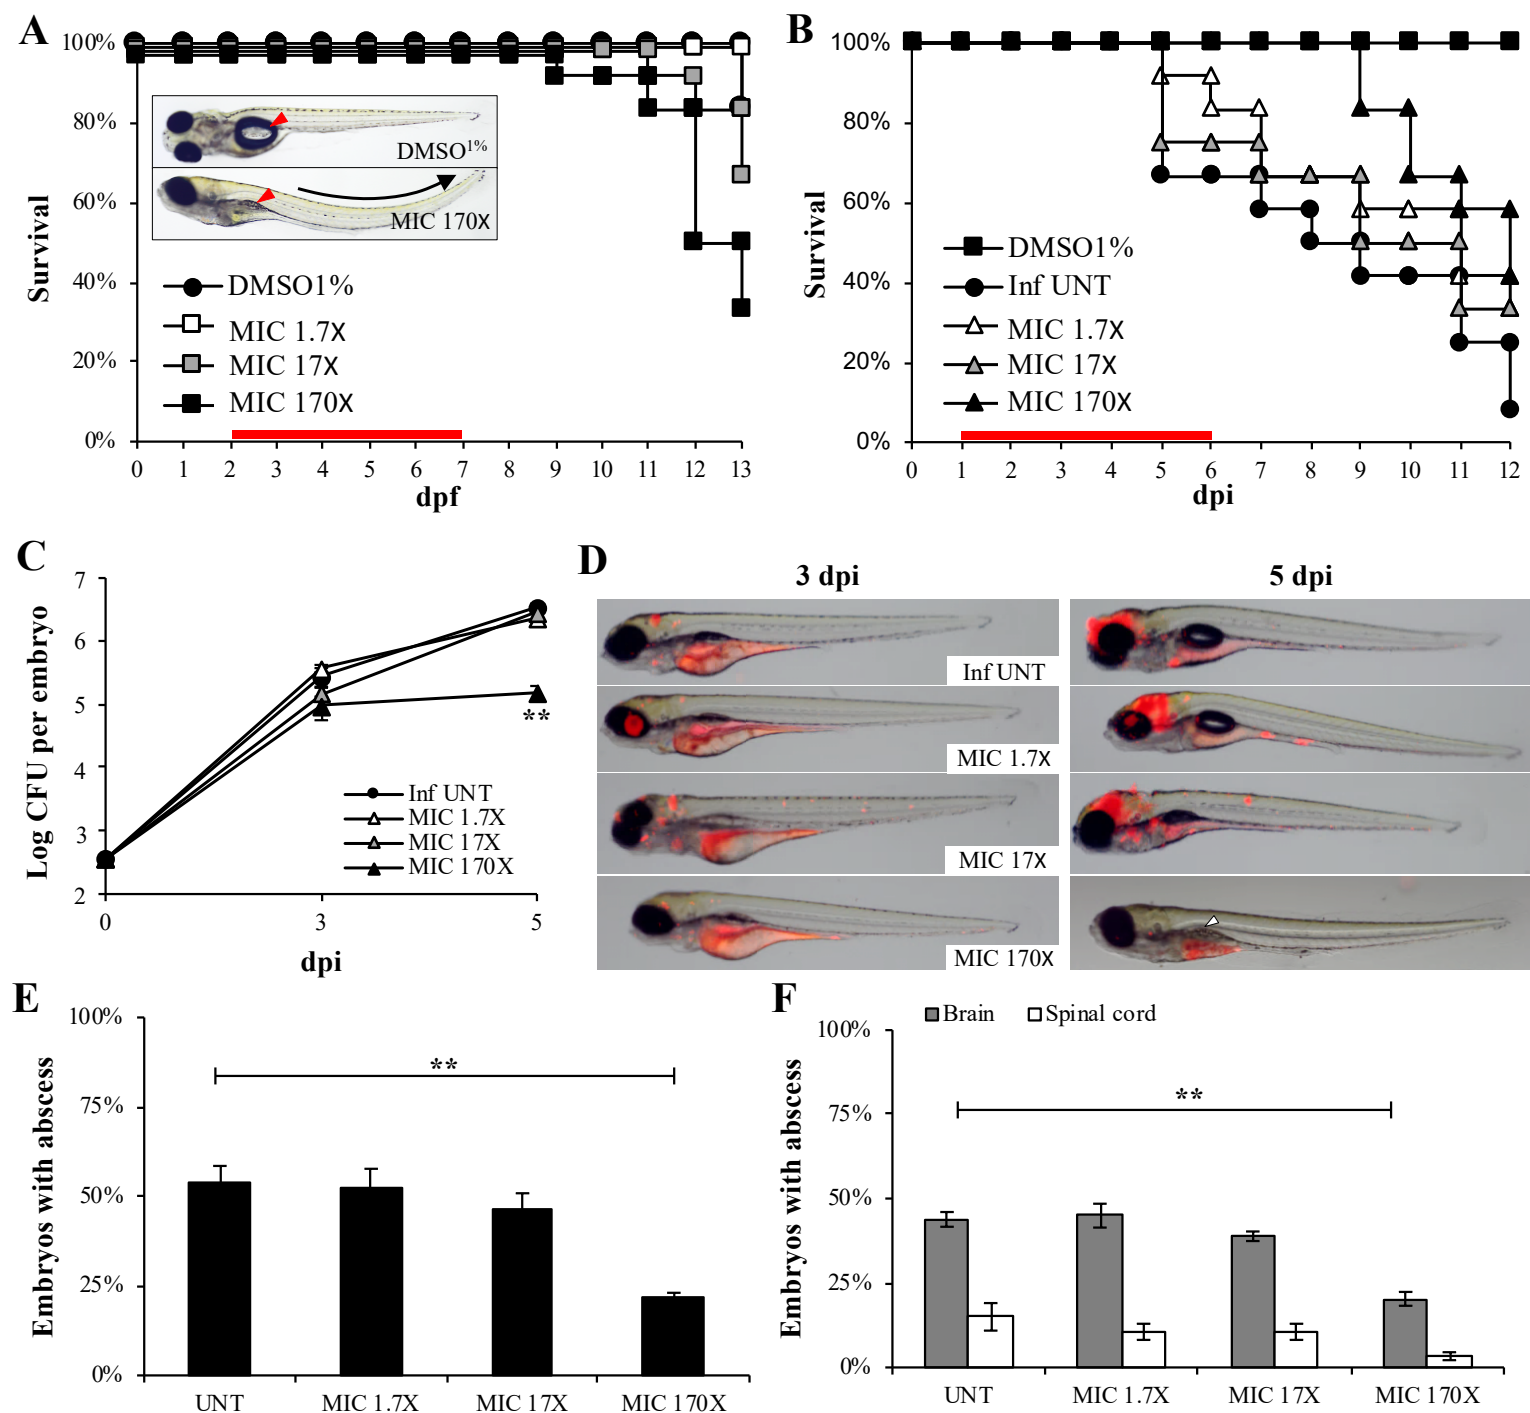 A
100%
80%
60%
40%
20%
0%
Survival
DMSO1%
MIC 170X
DMSO1%
MIC 1.7X
MIC 17X
MIC 170X
0 1 2 3 4 5 6 7 8 9 10 11 12 13
dpf
B
100%
80%
60%
40%
20%
0%
Survival
DMSO1%
Inf UNT
MIC 1.7X
MIC 17X
MIC 170X
0 1 2 3 4 5 6 7 8 9 10 11 12
dpi
C
7
6
5
4
3
2
Log CFU per embryo
**
Inf UNT
MIC 1.7X
MIC 17X
MIC 170X
0 3 5
dpi
D
3 dpi 5 dpi
Inf UNT
MIC 1.7X
MIC 17X
MIC 170X
E
100%
75%
50%
25%
0%
Embryos with abscess
**
UNT MIC 1.7X MIC 17X MIC 170X
F
Brain Spinal cord
100%
75%
50%
25%
0%
Embryos with abscess
**
UNT MIC 1.7X MIC 17X MIC 170X